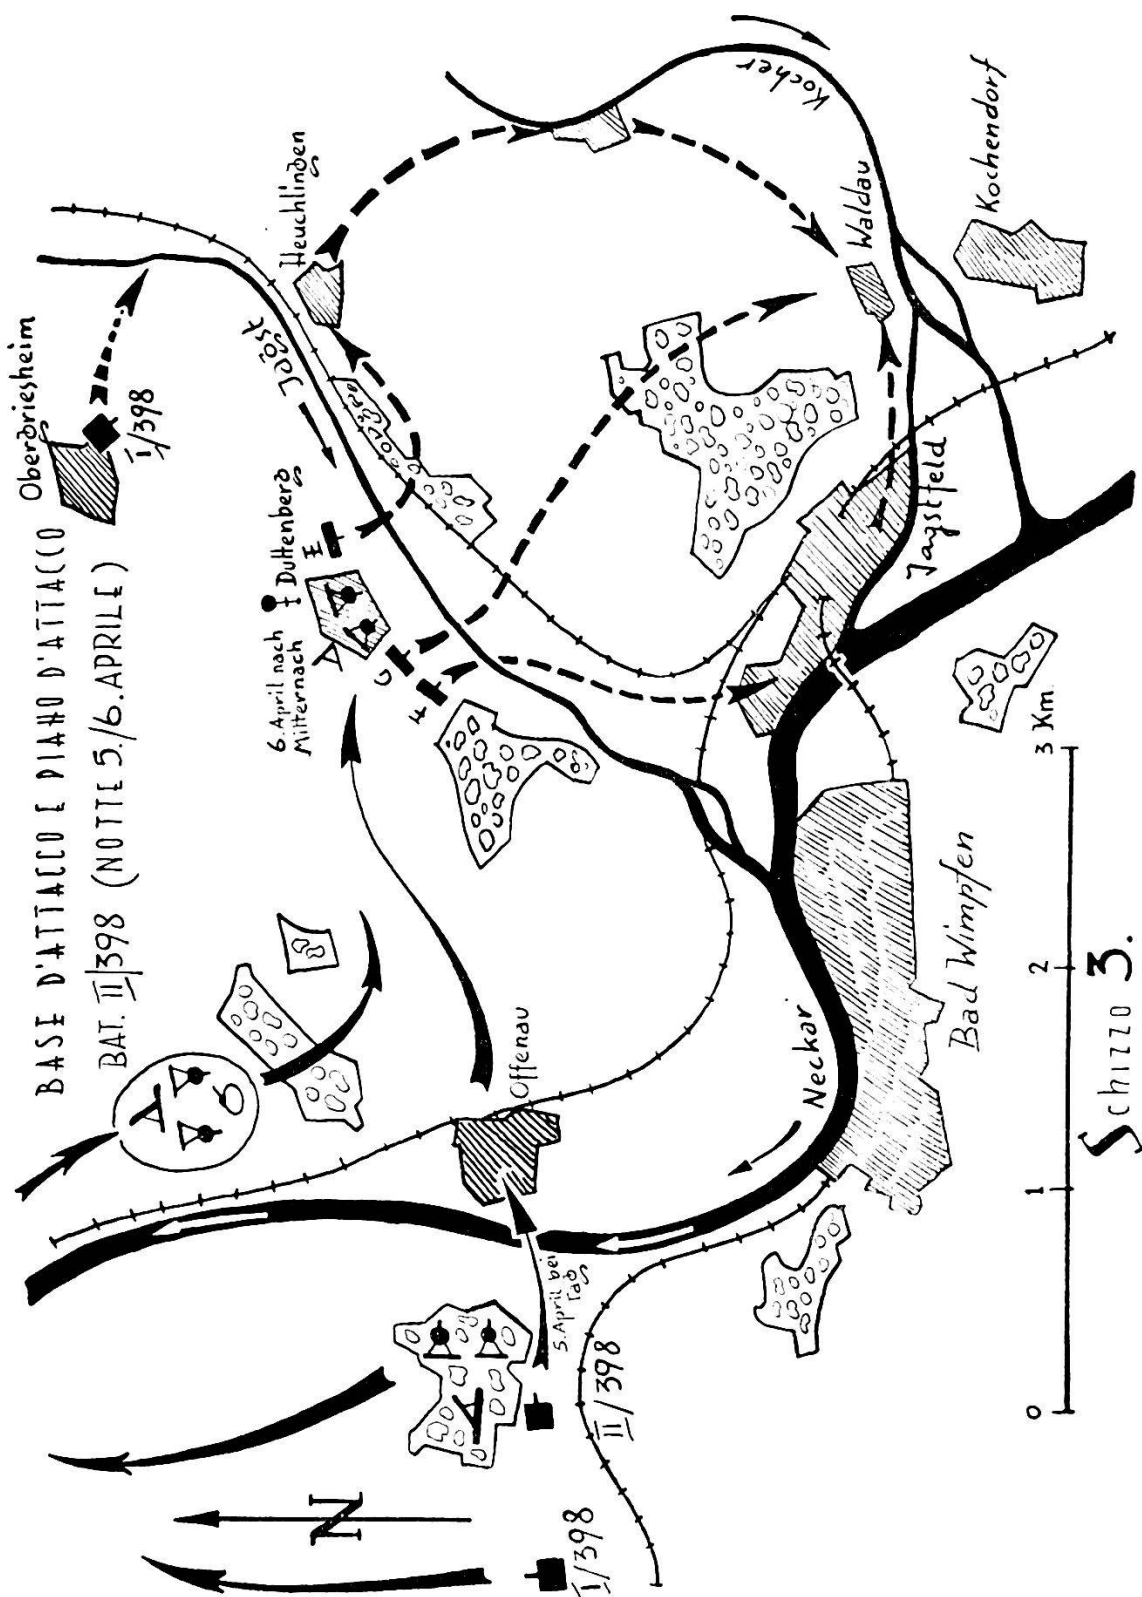 BASE D'ATTACCO E PIANO D'ATTACCO
BAT. II/398 (NOTTE 5./6. APRILE)
Obergriesheim
I/398
Jagst
Heuchlingen
Kocher
6. April nach
Mitternach
Duttenberg
E
G
F
Waldau
Kochendorf
Jagstfeld
Offenau
Neckar
Bad Wimpfen
5. April bei
Tag
II/398
I/398
N
0 1 2 3 Km.
Schizzo 3.